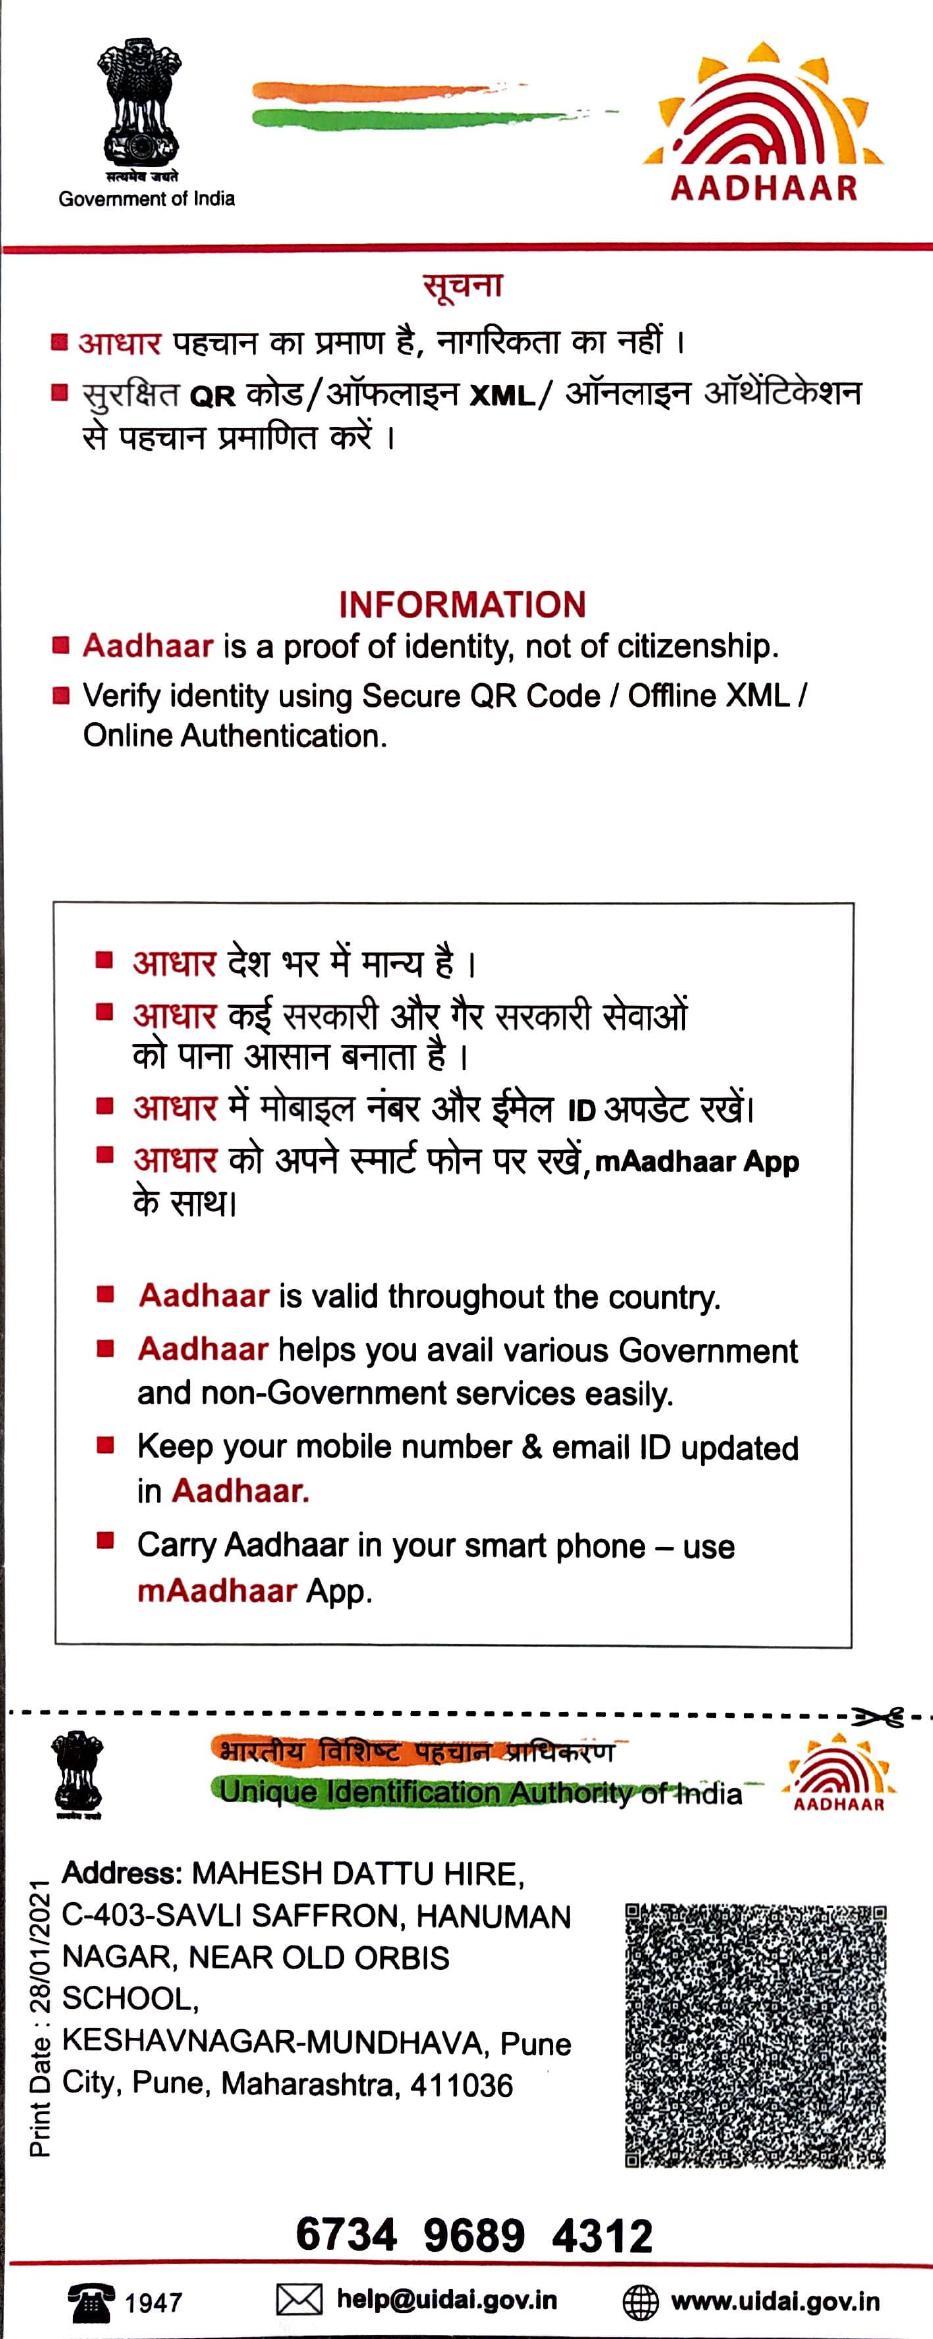 सत्यमेव जयते
Government of India
AADHAAR
सूचना
■ आधार पहचान का प्रमाण है, नागरिकता का नहीं ।
■ सुरक्षित QR कोड/ऑफलाइन XML/ ऑनलाइन ऑथेंटिकेशन
से पहचान प्रमाणित करें ।
INFORMATION
■ Aadhaar is a proof of identity, not of citizenship.
■ Verify identity using Secure QR Code / Offline XML /
Online Authentication.
■ आधार देश भर में मान्य है ।
■ आधार कई सरकारी और गैर सरकारी सेवाओं
को पाना आसान बनाता है ।
■ आधार में मोबाइल नंबर और ईमेल ID अपडेट रखें।
■ आधार को अपने स्मार्ट फोन पर रखें, mAadhaar App
के साथ।
■ Aadhaar is valid throughout the country.
■ Aadhaar helps you avail various Government
and non-Government services easily.
■ Keep your mobile number & email ID updated
in Aadhaar.
■ Carry Aadhaar in your smart phone – use
mAadhaar App.
सत्यमेव जयते
भारतीय विशिष्ट पहचान प्राधिकरण
Unique Identification Authority of India
AADHAAR
Print Date : 28/01/2021
Address: MAHESH DATTU HIRE,
C-403-SAVLI SAFFRON, HANUMAN
NAGAR, NEAR OLD ORBIS
SCHOOL,
KESHAVNAGAR-MUNDHAVA, Pune
City, Pune, Maharashtra, 411036
6734 9689 4312
1947
help@uidai.gov.in
www.uidai.gov.in